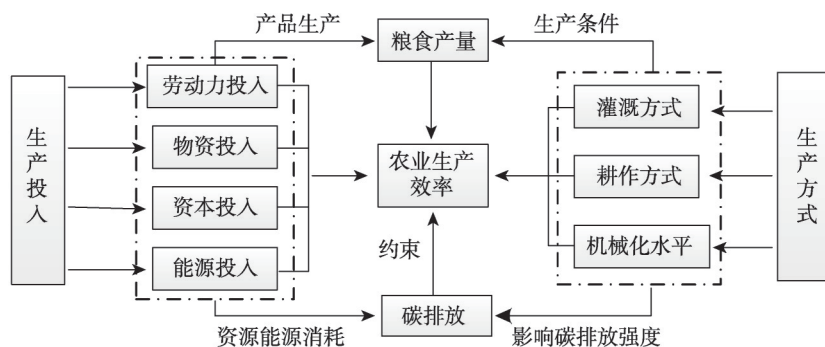 产品生产
粮食产量
生产条件
生产投入
劳动力投入
物资投入
资本投入
能源投入
农业生产
效率
灌溉方式
耕作方式
机械化水平
生产方式
约束
资源能源消耗
碳排放
影响碳排放强度